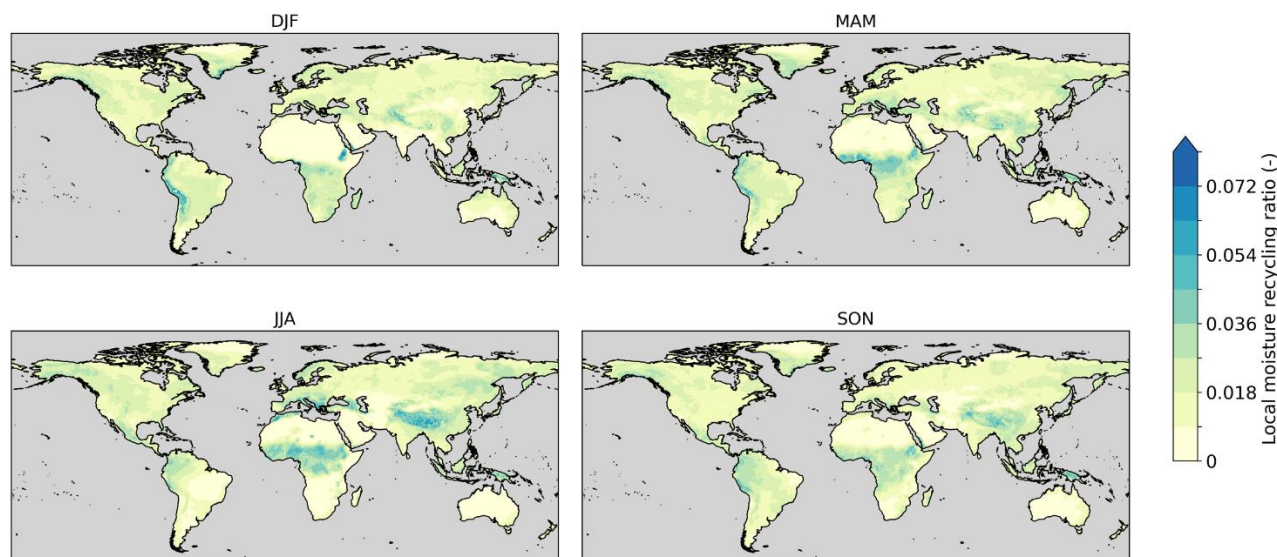 DJF
MAM
JJA
SON
0.072
0.054
0.036
0.018
0
Local moisture recycling ratio (-)